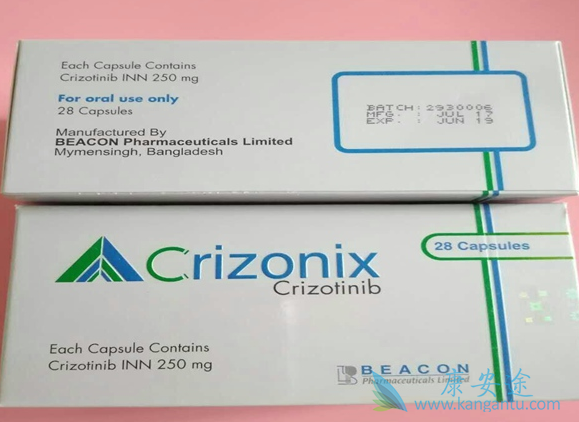 Each Capsule Contains
Crizotinib INN 250 mg
For oral use only
28 Capsules
Manufactured By
BEACON Pharmaceuticals Limited
Mymensingh, Bangladesh
BATCH:2930006
MFG. : JUL 17
EXP. : JUN 19
Crizonix
Crizotinib
28 Capsules
Each Capsule Contains
Crizotinib INN 250 mg
BEACON
Pharmaceuticals Limited
康安途
www.kangantu.com